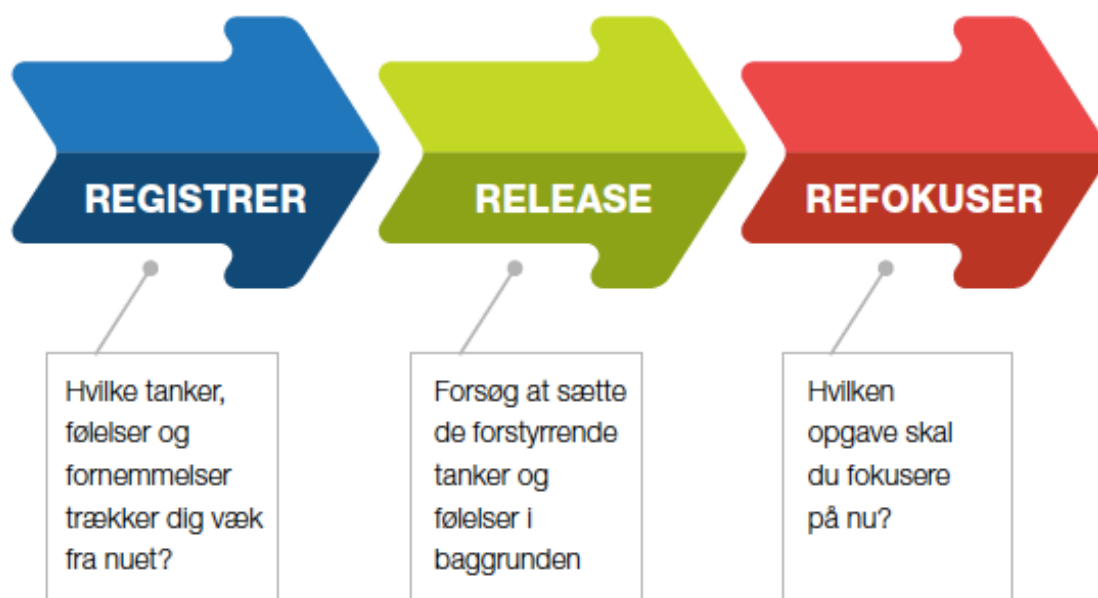 REGISTRER
RELEASE
REFOKUSER
Hvilke tanker,
følelser og
fornemmelser
trækker dig væk
fra nuet?
Forsøg at sætte
de forstyrrende
tanker og
følelser i
baggrunden
Hvilken
opgave skal
du fokusere
på nu?